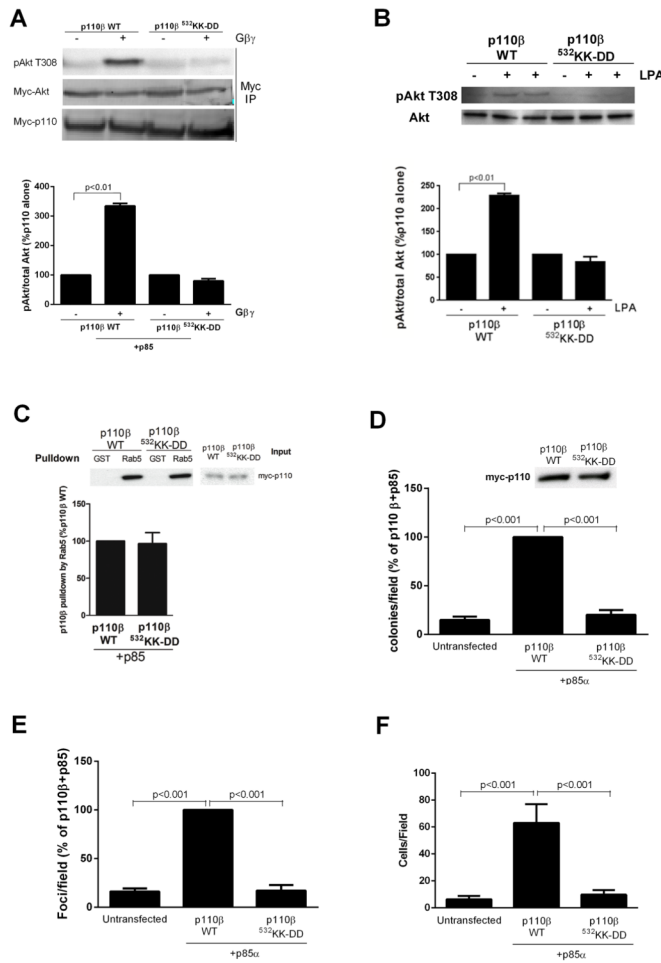 A
p110β WT p110β ⁵³²KK-DD
- + - + Gβγ
pAkt T308
Myc-Akt
Myc-p110
Myc IP
pAkt/total Akt (%p110 alone)
400
300
200
100
0
p<0.01
- + - + Gβγ
p110β WT p110β ⁵³²KK-DD
+p85
B
p110β WT p110β ⁵³²KK-DD
- + + - + + LPA
pAkt T308
Akt
pAkt/total Akt (%p110 alone)
250
200
150
100
50
0
p<0.01
- + - + LPA
p110β WT p110β ⁵³²KK-DD
C
p110β WT p110β ⁵³²KK-DD p110β WT p110β ⁵³²KK-DD Input
Pulldown GST Rab5 GST Rab5
myc-p110
p110β pulldown by Rab5 (%p110β WT)
150
100
50
0
p110β WT p110β ⁵³²KK-DD
+p85
D
p110β WT p110β ⁵³²KK-DD
myc-p110
colonies/field (% of p110 β+p85)
150
100
50
0
p<0.001 p<0.001
Untransfected p110β WT p110β ⁵³²KK-DD
+p85α
E
Foci/field (% of p110β+p85)
150
100
50
0
p<0.001 p<0.001
Untransfected p110β WT p110β ⁵³²KK-DD
+p85α
F
Cells/Field
100
80
60
40
20
0
p<0.001 p<0.001
Untransfected p110β WT p110β ⁵³²KK-DD
+p85α